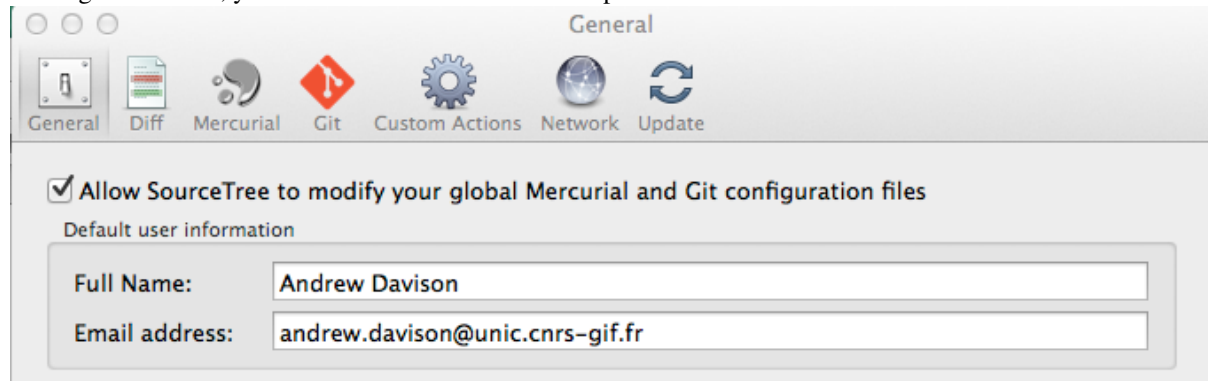 General
General Diff Mercurial Git Custom Actions Network Update
Allow SourceTree to modify your global Mercurial and Git configuration files
Default user information
Full Name: Andrew Davison
Email address: andrew.davison@unic.cnrs-gif.fr